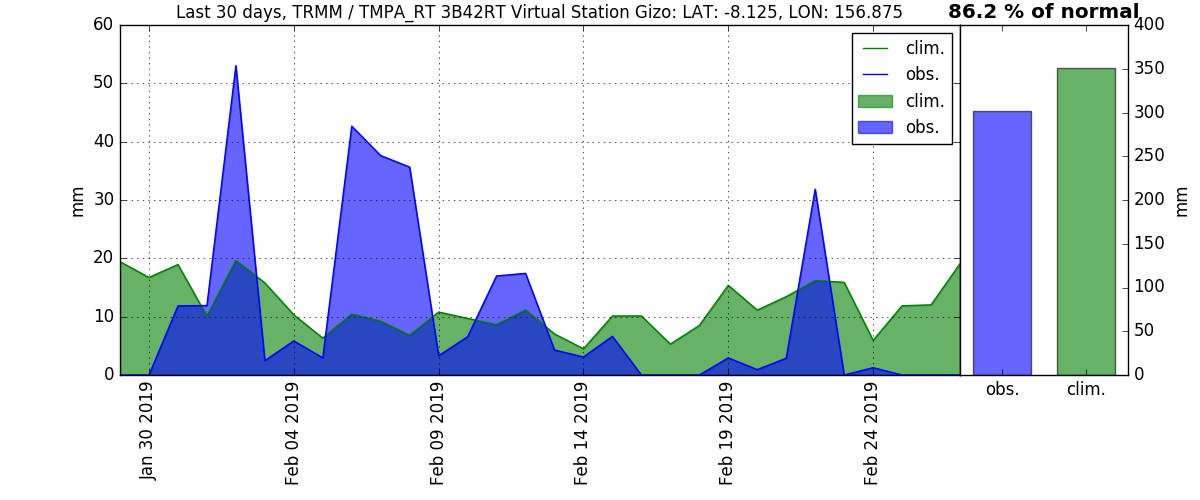 Last 30 days, TRMM / TMPA_RT 3B42RT Virtual Station Gizo: LAT: -8.125, LON: 156.875
86.2 % of normal
60
50
40
30
20
10
0
mm
clim.
obs.
clim.
obs.
400
350
300
250
200
150
100
50
0
mm
Jan 30 2019
Feb 04 2019
Feb 09 2019
Feb 14 2019
Feb 19 2019
Feb 24 2019
obs.
clim.